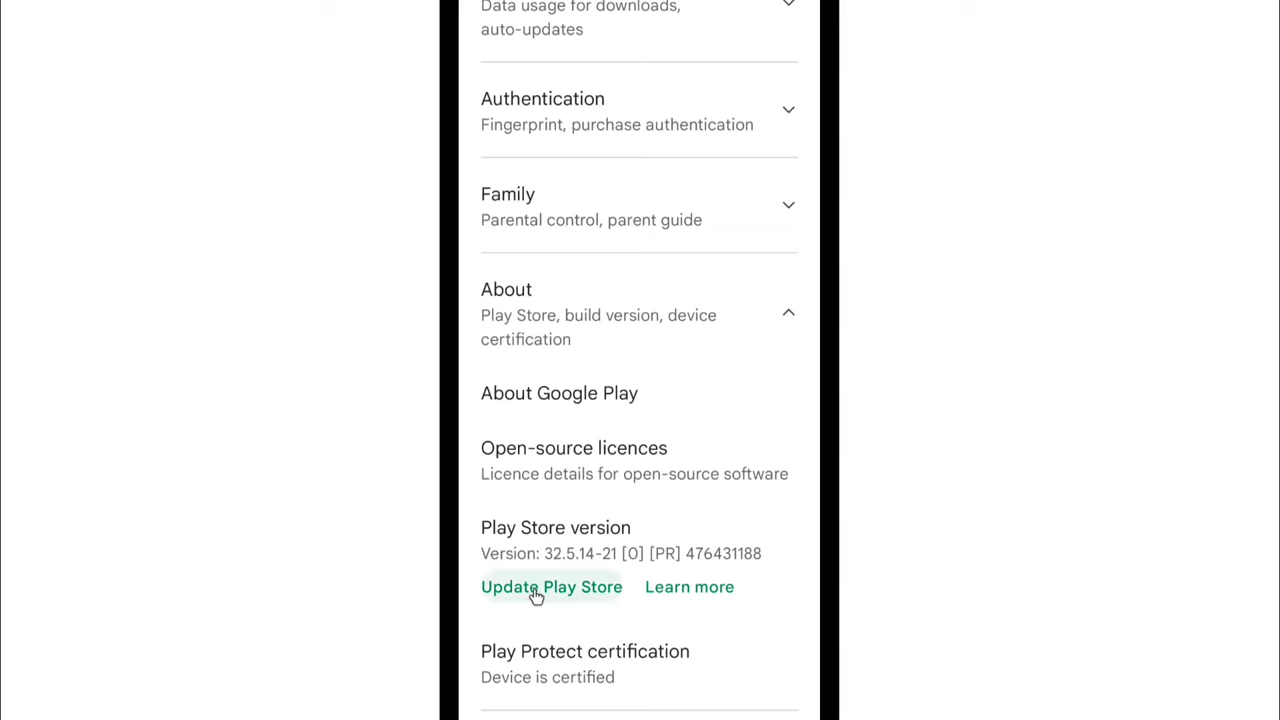 Data usage for downloads,
auto-updates
Authentication
Fingerprint, purchase authentication
Family
Parental control, parent guide
About
Play Store, build version, device
certification
About Google Play
Open-source licences
Licence details for open-source software
Play Store version
Version: 32.5.14-21 [0] [PR] 476431188
Update Play Store Learn more
Play Protect certification
Device is certified